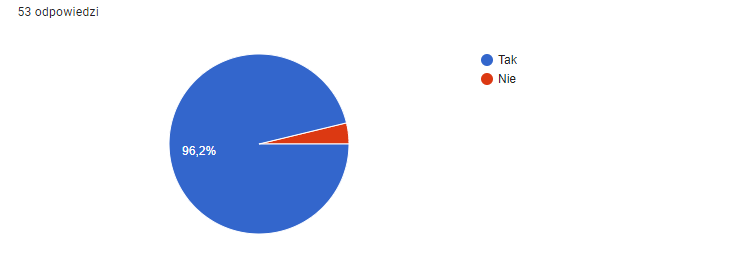 53 odpowiedzi
Tak
Nie
96,2%